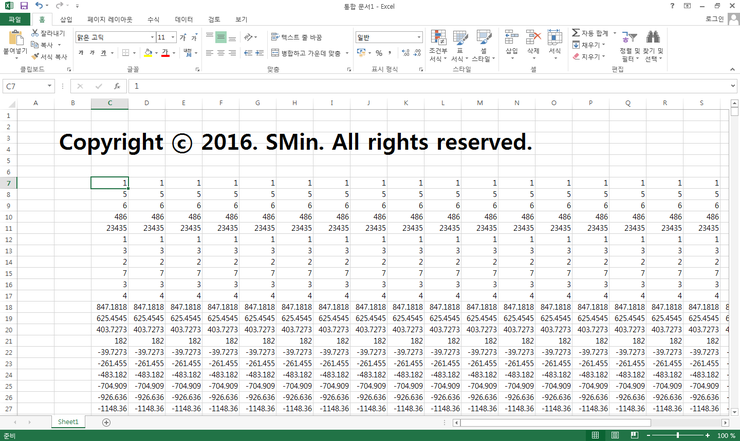 통합 문서1 - Excel
로그인
파일 홈 삽입 페이지 레이아웃 수식 데이터 검토 보기
붙여넣기 잘라내기 복사 서식 복사 클립보드
맑은 고딕 11 가 가 가 가 가 글꼴
텍스트 줄 바꿈 병합하고 가운데 맞춤 맞춤
일반 % 표시 형식
조건부 서식 표 서식 셀 스타일 스타일
삽입 삭제 서식 셀
자동 합계 채우기 지우기 정렬 및 필터 찾기 및 선택 편집
C7 fx 1
A B C D E F G H I J K L M N O P Q R S
1
2
3 Copyright ⓒ 2016. SMin. All rights reserved.
4
5
6
7 1 1 1 1 1 1 1 1 1 1 1 1 1 1 1 1 1
8 5 5 5 5 5 5 5 5 5 5 5 5 5 5 5 5 5
9 6 6 6 6 6 6 6 6 6 6 6 6 6 6 6 6 6
10 486 486 486 486 486 486 486 486 486 486 486 486 486 486 486 486 486
11 23435 23435 23435 23435 23435 23435 23435 23435 23435 23435 23435 23435 23435 23435 23435 23435 23435
12 1 1 1 1 1 1 1 1 1 1 1 1 1 1 1 1 1
13 3 3 3 3 3 3 3 3 3 3 3 3 3 3 3 3 3
14 2 2 2 2 2 2 2 2 2 2 2 2 2 2 2 2 2
15 7 7 7 7 7 7 7 7 7 7 7 7 7 7 7 7 7
16 3 3 3 3 3 3 3 3 3 3 3 3 3 3 3 3 3
17 4 4 4 4 4 4 4 4 4 4 4 4 4 4 4 4 4
18 847.1818 847.1818 847.1818 847.1818 847.1818 847.1818 847.1818 847.1818 847.1818 847.1818 847.1818 847.1818 847.1818 847.1818 847.1818 847.1818 847.1818
19 625.4545 625.4545 625.4545 625.4545 625.4545 625.4545 625.4545 625.4545 625.4545 625.4545 625.4545 625.4545 625.4545 625.4545 625.4545 625.4545 625.4545
20 403.7273 403.7273 403.7273 403.7273 403.7273 403.7273 403.7273 403.7273 403.7273 403.7273 403.7273 403.7273 403.7273 403.7273 403.7273 403.7273 403.7273
21 182 182 182 182 182 182 182 182 182 182 182 182 182 182 182 182 182
22 -39.7273 -39.7273 -39.7273 -39.7273 -39.7273 -39.7273 -39.7273 -39.7273 -39.7273 -39.7273 -39.7273 -39.7273 -39.7273 -39.7273 -39.7273 -39.7273 -39.7273
23 -261.455 -261.455 -261.455 -261.455 -261.455 -261.455 -261.455 -261.455 -261.455 -261.455 -261.455 -261.455 -261.455 -261.455 -261.455 -261.455 -261.455
24 -483.182 -483.182 -483.182 -483.182 -483.182 -483.182 -483.182 -483.182 -483.182 -483.182 -483.182 -483.182 -483.182 -483.182 -483.182 -483.182 -483.182
25 -704.909 -704.909 -704.909 -704.909 -704.909 -704.909 -704.909 -704.909 -704.909 -704.909 -704.909 -704.909 -704.909 -704.909 -704.909 -704.909 -704.909
26 -926.636 -926.636 -926.636 -926.636 -926.636 -926.636 -926.636 -926.636 -926.636 -926.636 -926.636 -926.636 -926.636 -926.636 -926.636 -926.636 -926.636
27 -1148.36 -1148.36 -1148.36 -1148.36 -1148.36 -1148.36 -1148.36 -1148.36 -1148.36 -1148.36 -1148.36 -1148.36 -1148.36 -1148.36 -1148.36 -1148.36 -1148.36
Sheet1
준비 100 %